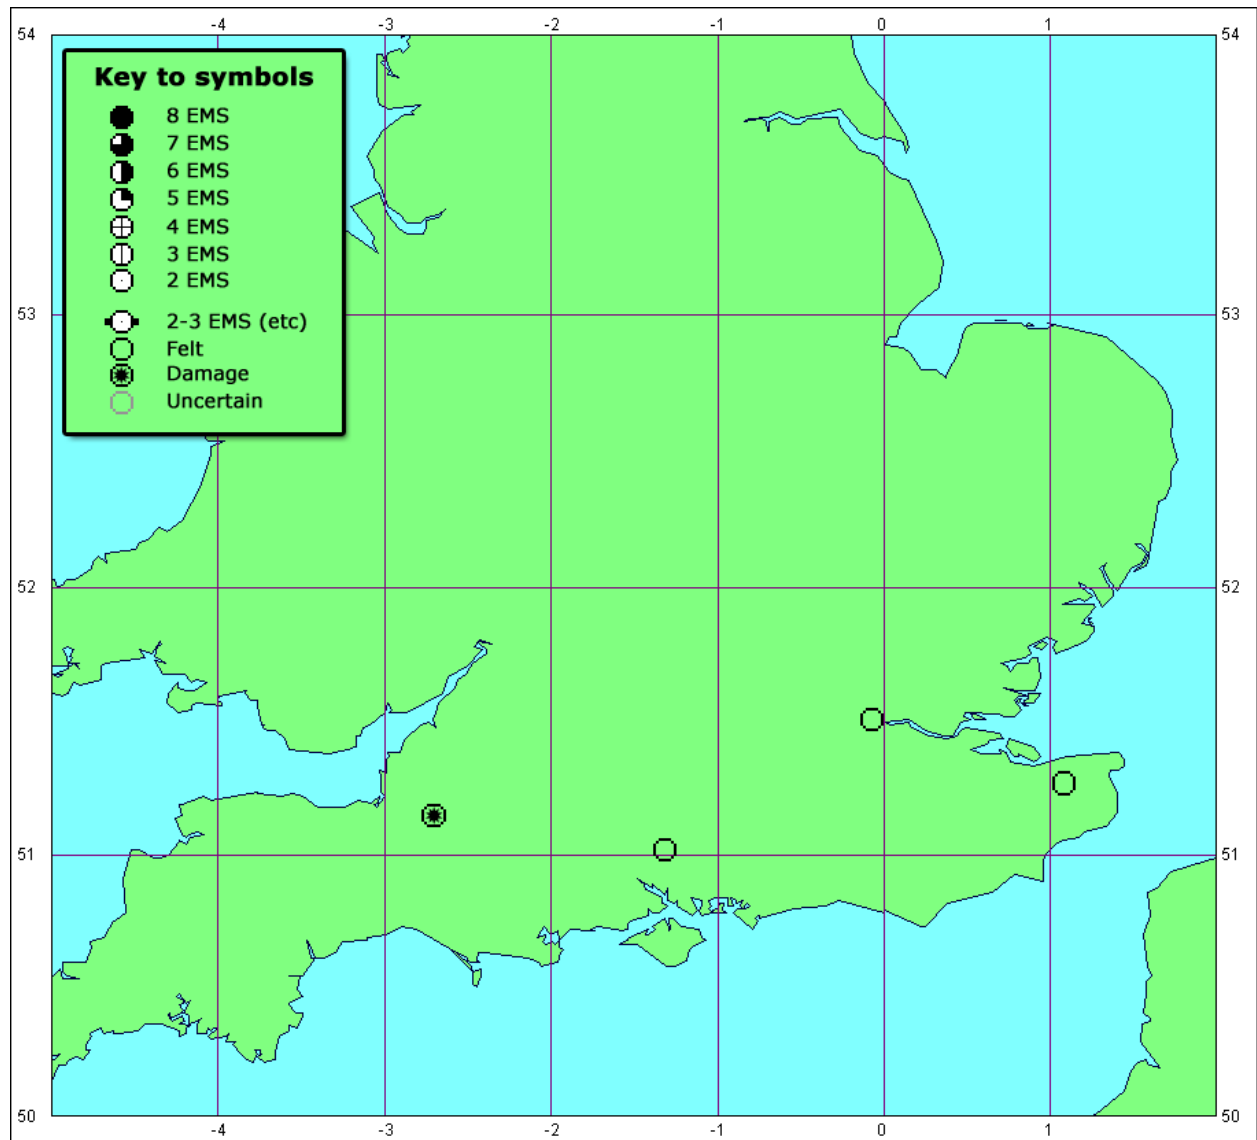 -4 -3 -2 -1 0 1
54 54
Key to symbols
8 EMS
7 EMS
6 EMS
5 EMS
4 EMS
3 EMS
2 EMS
2-3 EMS (etc)
Felt
Damage
Uncertain
53 53
52 52
51 51
50 50
-4 -3 -2 -1 0 1